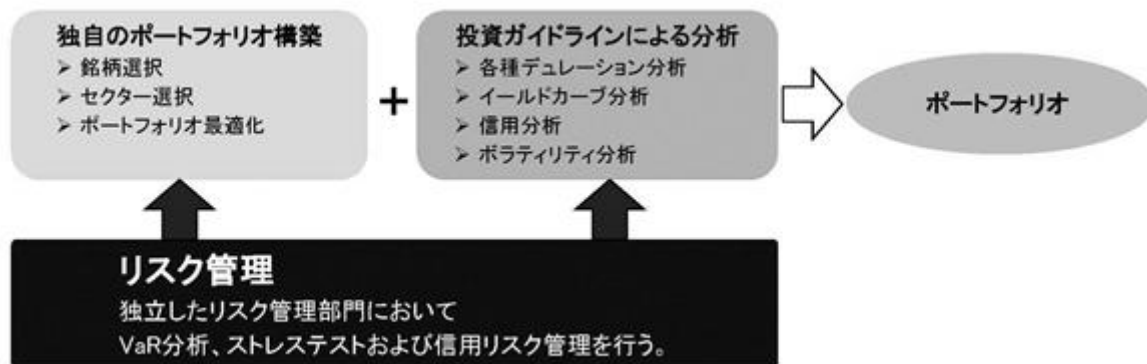 独自のポートフォリオ構築
➢ 銘柄選択
➢ セクター選択
➢ ポートフォリオ最適化
+
投資ガイドラインによる分析
➢ 各種デュレーション分析
➢ イールドカーブ分析
➢ 信用分析
➢ ボラティリティ分析
ポートフォリオ
リスク管理
独立したリスク管理部門において
VaR分析、ストレステストおよび信用リスク管理を行う。